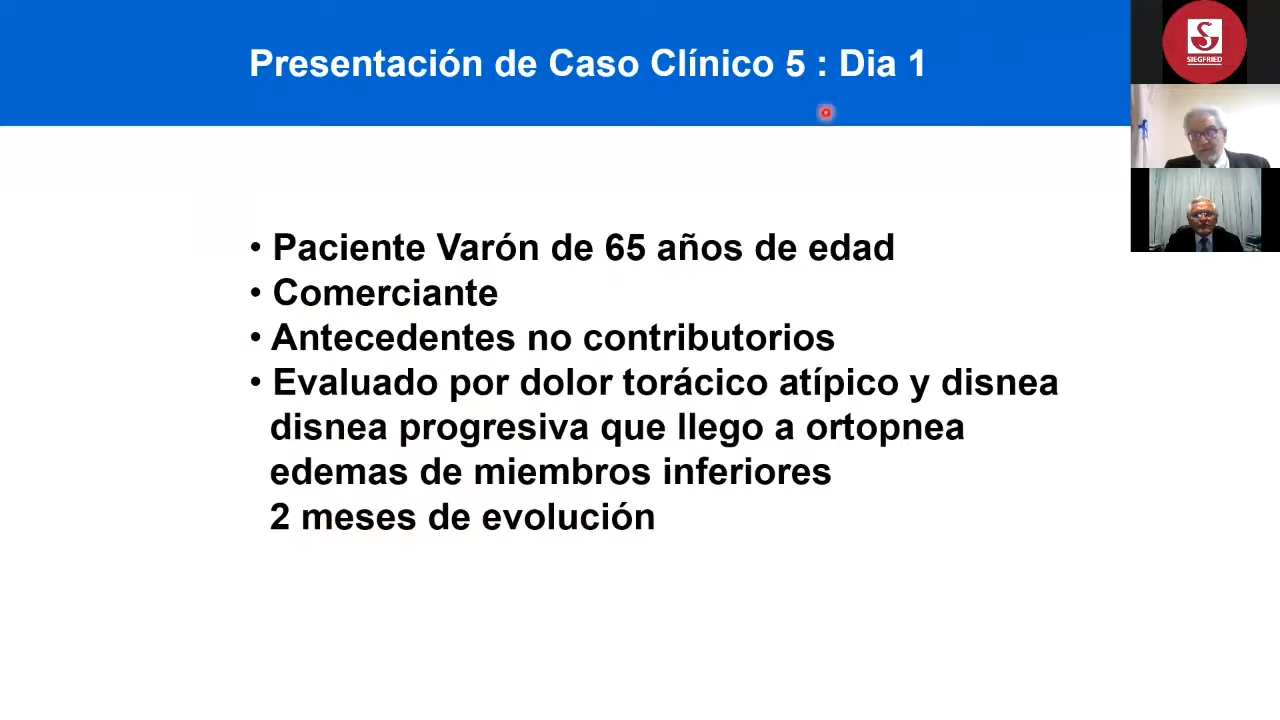 Presentación de Caso Clínico 5 : Dia 1
SIEGFRIED
• Paciente Varón de 65 años de edad
• Comerciante
• Antecedentes no contributorios
• Evaluado por dolor torácico atípico y disnea
disnea progresiva que llego a ortopnea
edemas de miembros inferiores
2 meses de evolución